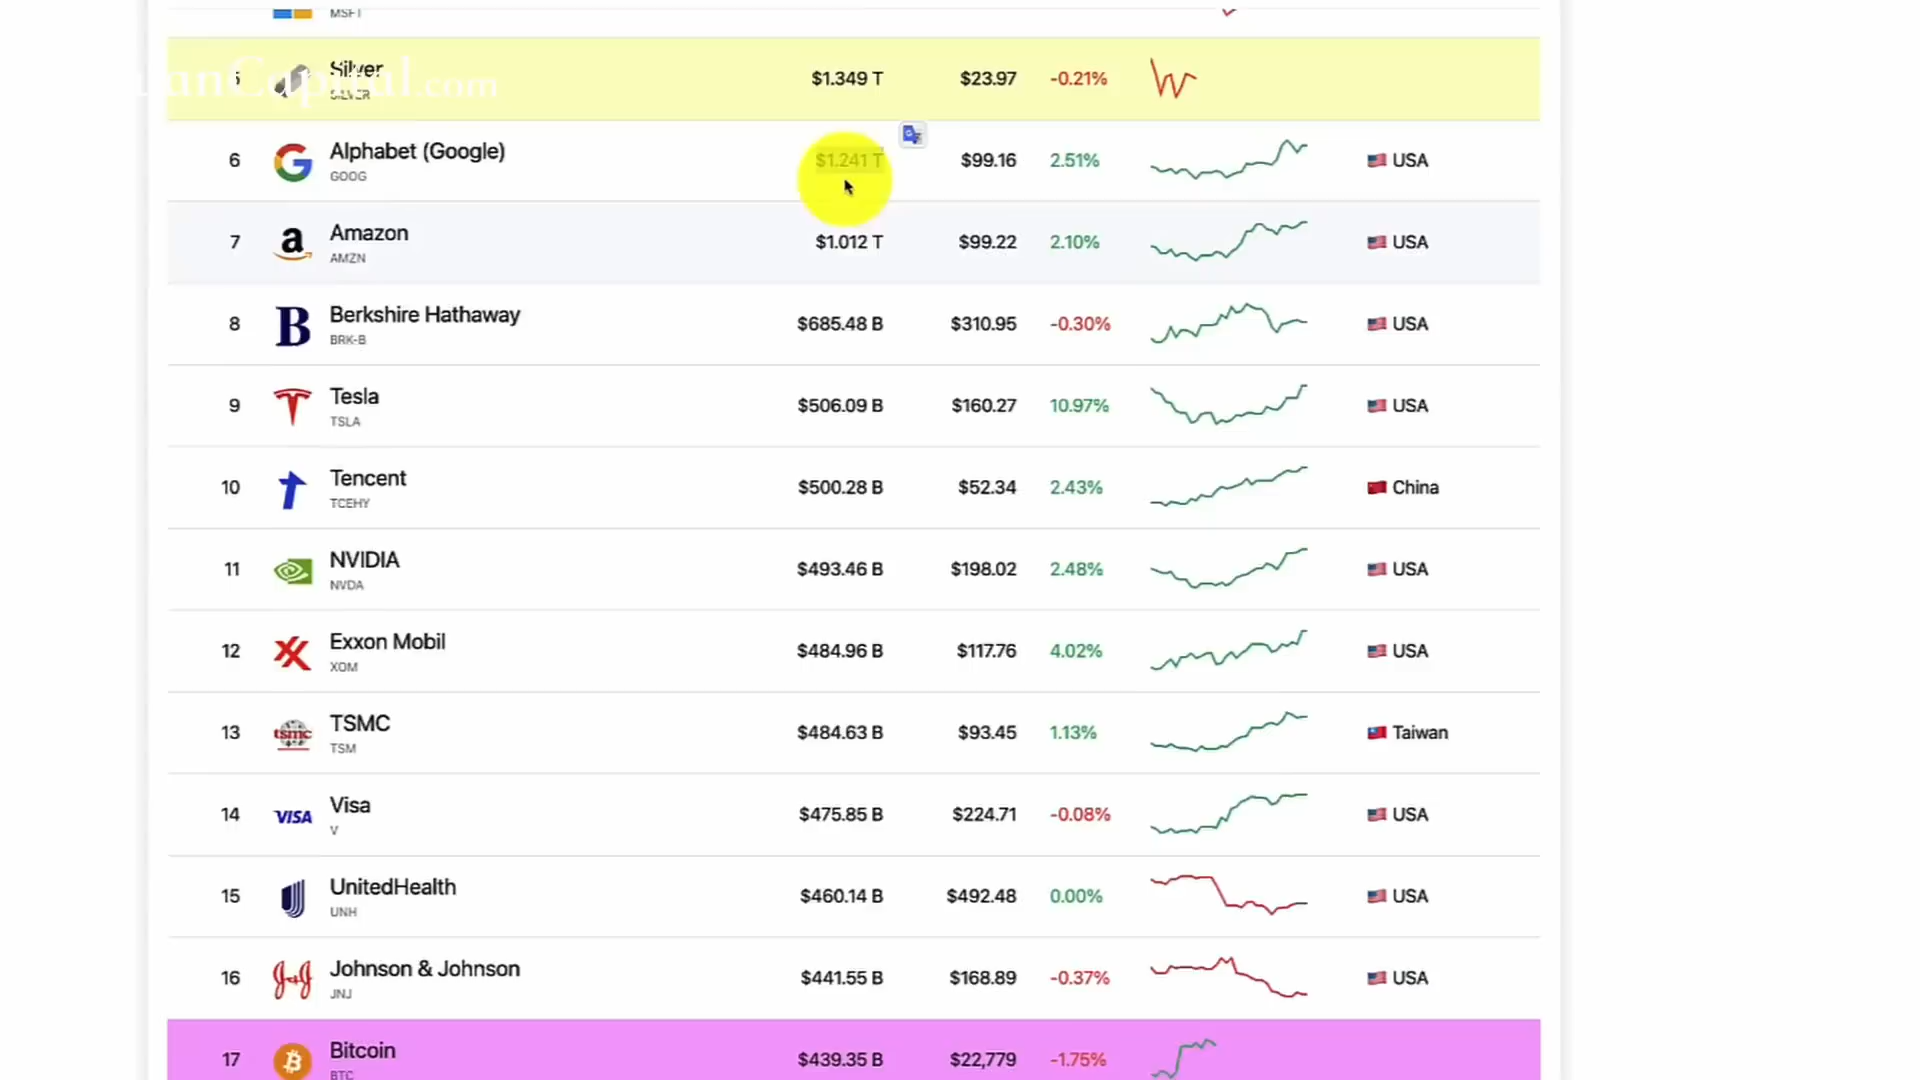 MSFT
5 Silver $1.349 T $23.97 -0.21%
SILVER
anCapital.com
6 Alphabet (Google) $1.241 T $99.16 2.51% USA
GOOG
7 Amazon $1.012 T $99.22 2.10% USA
AMZN
8 Berkshire Hathaway $685.48 B $310.95 -0.30% USA
BRK-B
9 Tesla $506.09 B $160.27 10.97% USA
TSLA
10 Tencent $500.28 B $52.34 2.43% China
TCEHY
11 NVIDIA $493.46 B $198.02 2.48% USA
NVDA
12 Exxon Mobil $484.96 B $117.76 4.02% USA
XOM
13 tsmc TSMC $484.63 B $93.45 1.13% Taiwan
TSM
14 VISA Visa $475.85 B $224.71 -0.08% USA
V
15 UnitedHealth $460.14 B $492.48 0.00% USA
UNH
16 J&J Johnson & Johnson $441.55 B $168.89 -0.37% USA
JNJ
17 Bitcoin $439.35 B $22,779 -1.75%
BTC